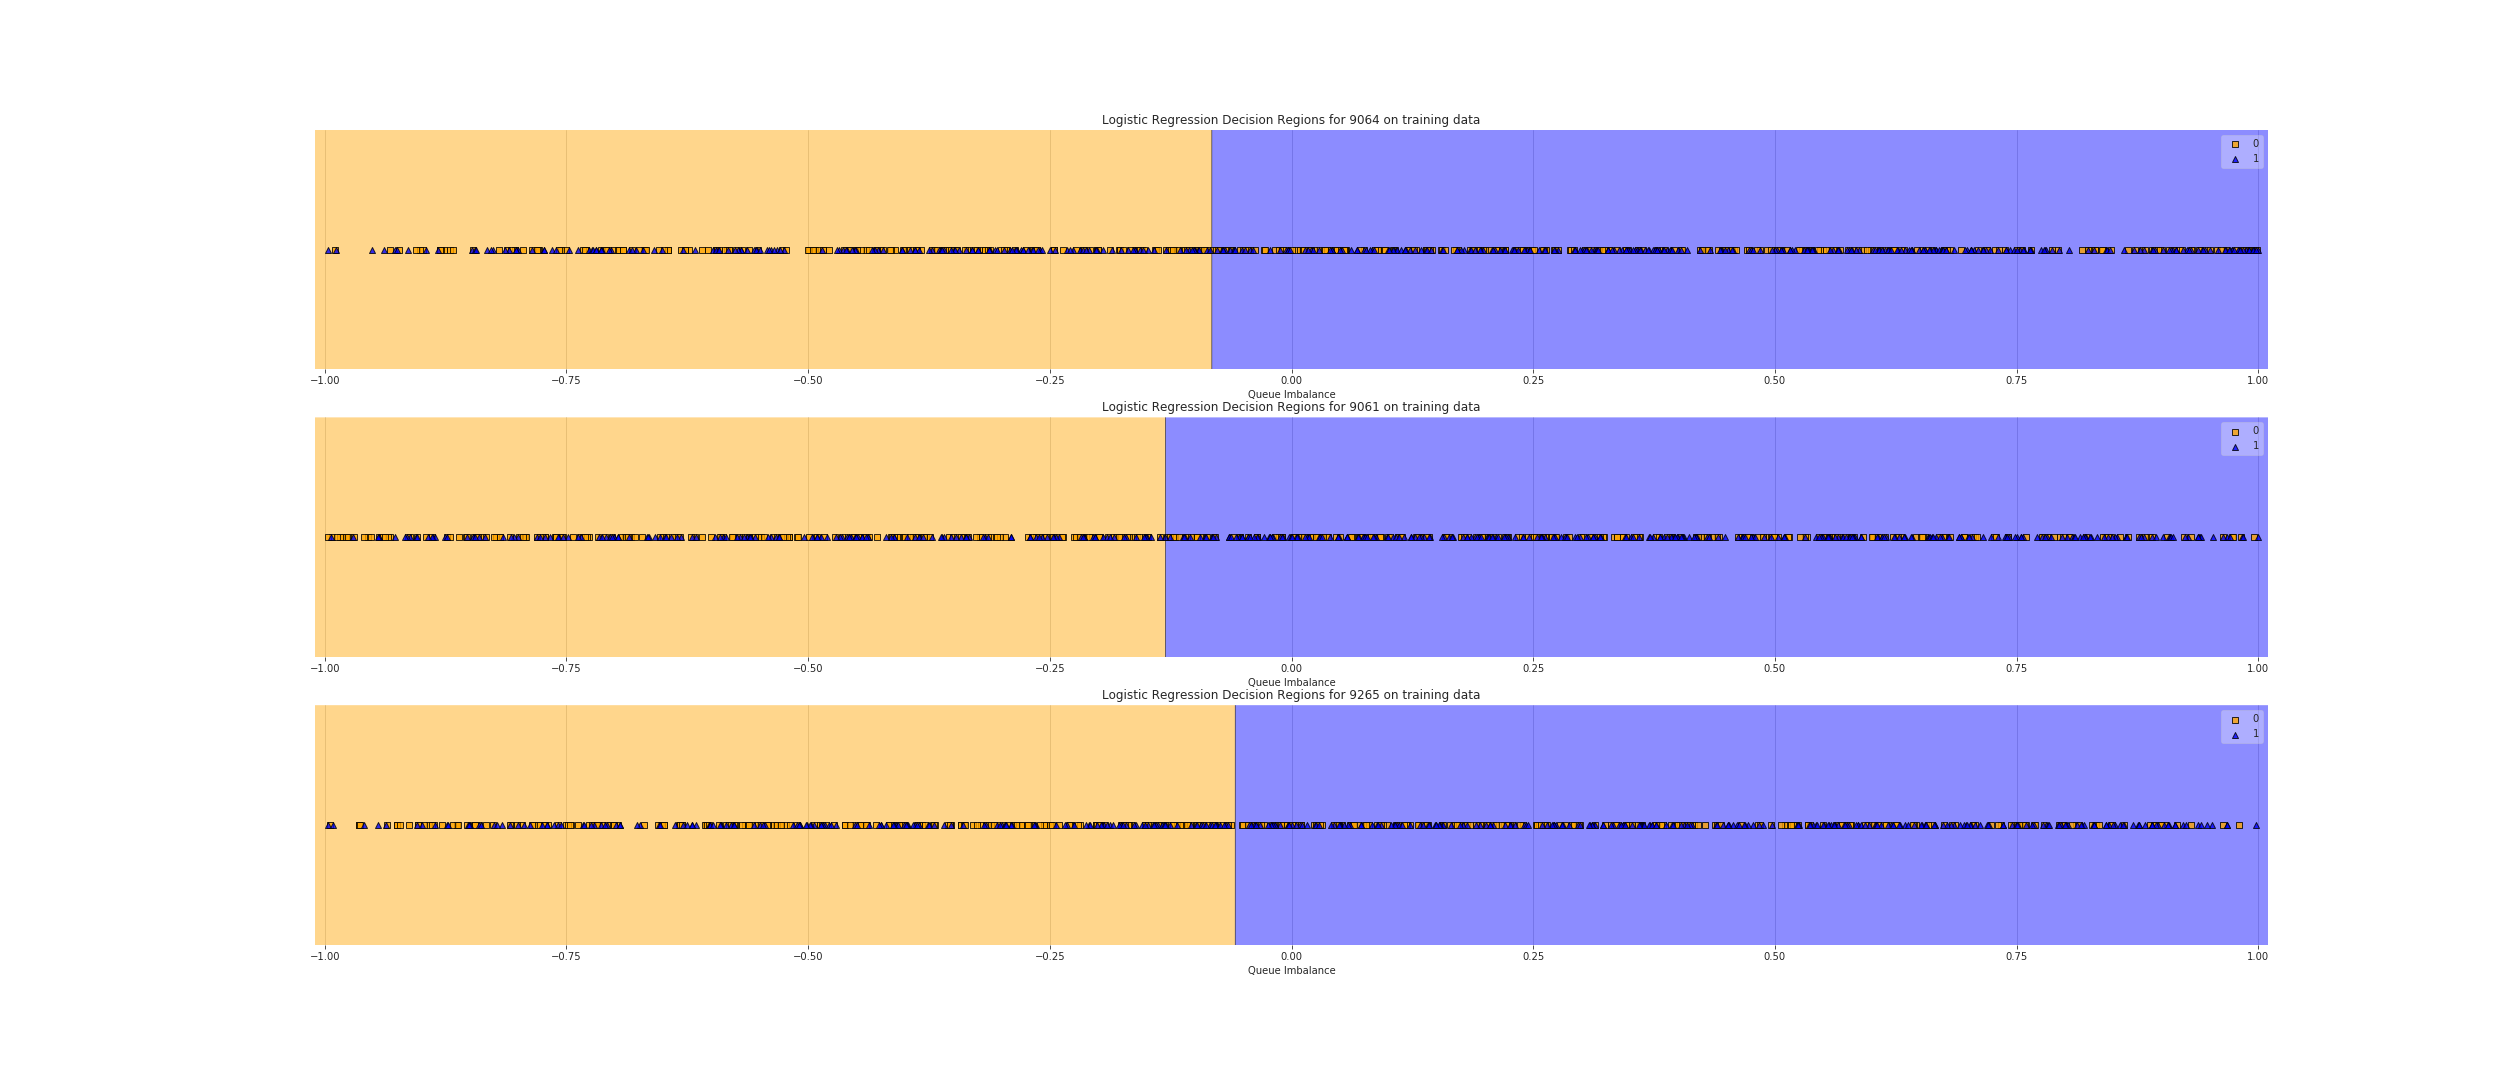 Logistic Regression Decision Regions for 9064 on training data
0
1
−1.00 −0.75 −0.50 −0.25 0.00 0.25 0.50 0.75 1.00
Queue Imbalance
Logistic Regression Decision Regions for 9061 on training data
0
1
−1.00 −0.75 −0.50 −0.25 0.00 0.25 0.50 0.75 1.00
Queue Imbalance
Logistic Regression Decision Regions for 9265 on training data
0
1
−1.00 −0.75 −0.50 −0.25 0.00 0.25 0.50 0.75 1.00
Queue Imbalance